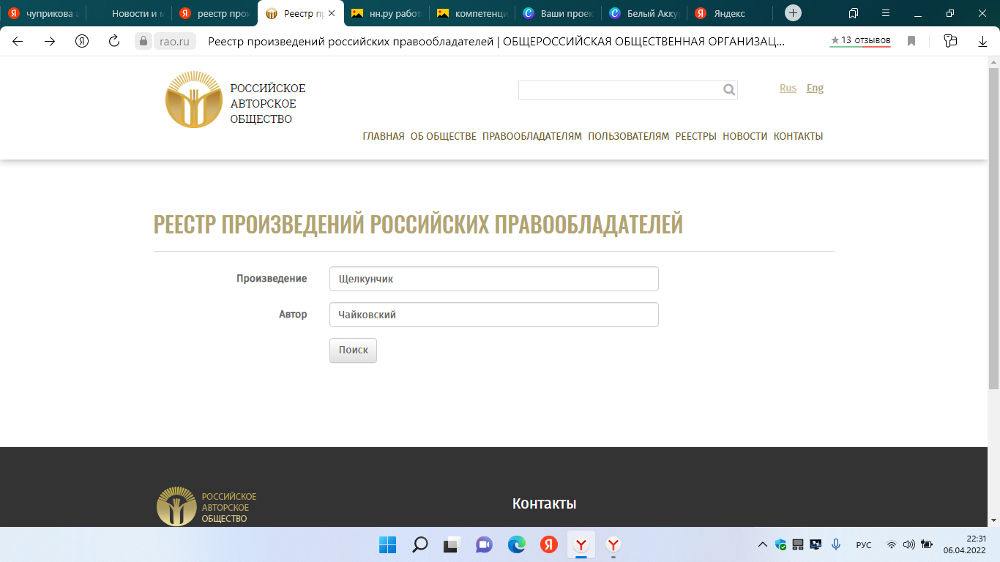 чуприкова а
Новости и м
реестр прои
Реестр пр
нн.ру работ
компетенци
Ваши проек
Белый Акку
Яндекс
rao.ru
Реестр произведений российских правообладателей | ОБЩЕРОССИЙСКАЯ ОБЩЕСТВЕННАЯ ОРГАНИЗАЦ...
13 отзывов
РОССИЙСКОЕ
АВТОРСКОЕ
ОБЩЕСТВО
Rus Eng
ГЛАВНАЯ ОБ ОБЩЕСТВЕ ПРАВООБЛАДАТЕЛЯМ ПОЛЬЗОВАТЕЛЯМ РЕЕСТРЫ НОВОСТИ КОНТАКТЫ
РЕЕСТР ПРОИЗВЕДЕНИЙ РОССИЙСКИХ ПРАВООБЛАДАТЕЛЕЙ
Произведение
Щелкунчик
Автор
Чайковский
Поиск
РОССИЙСКОЕ
АВТОРСКОЕ
ОБЩЕСТВО
Контакты
РУС
22:31
06.04.2022